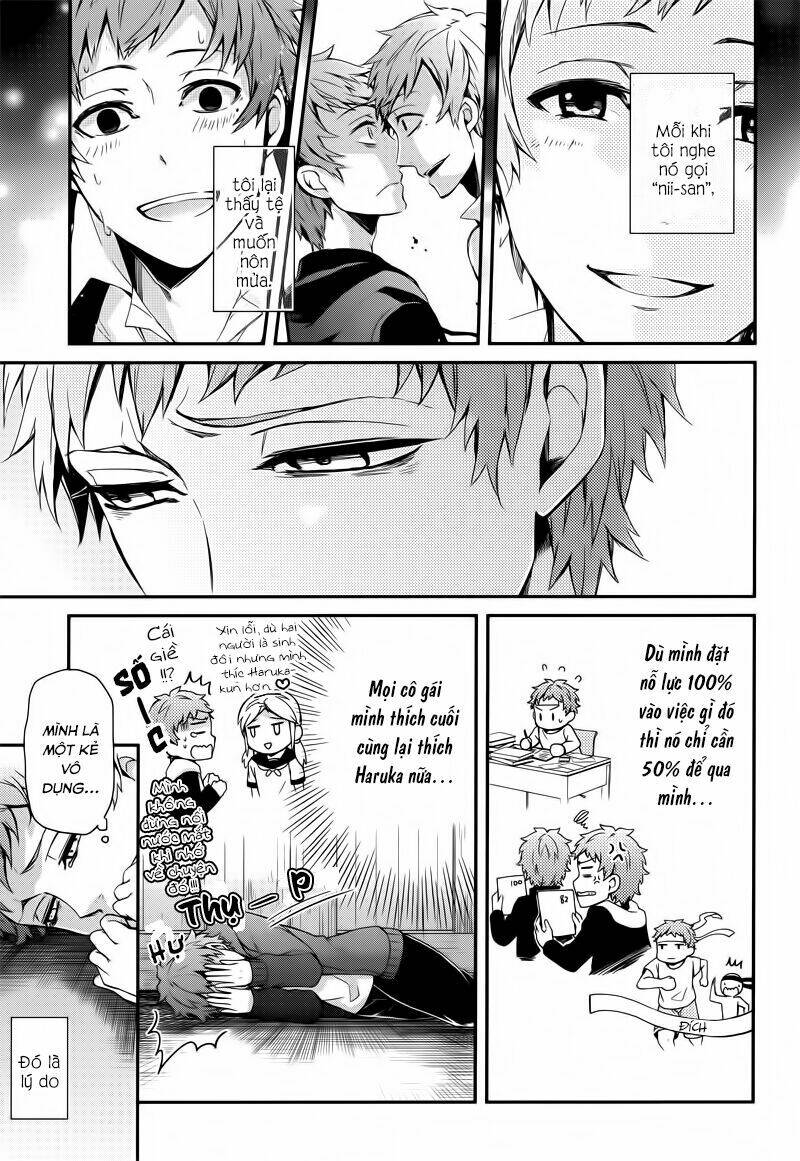 Mỗi khi
tôi nghe
nó gọi
"nii-san",
tôi lại
thấy tệ
và
muốn
nôn
mửa.
Dù mình đặt
nỗ lực 100%
vào việc gì đó
thì nó chỉ cần
50% để qua
mình...
100
82
ĐÍCH
Mọi cô gái
mình thích cuối
cùng lại thích
Haruka nữa...
Xin lỗi, dù hai
người là sinh
đôi nhưng mình
thíc Haruka-
kun hơn
Cái
Giề
!!?
SỐ
I
C
Mình
không
dừng nổi
nước mắt
khi nhớ
về chuyện
đó!!!
Thụ—p
Hự
MÌNH LÀ
MỘT KẺ
VÔ
DỤNG...
Đó là
lý do